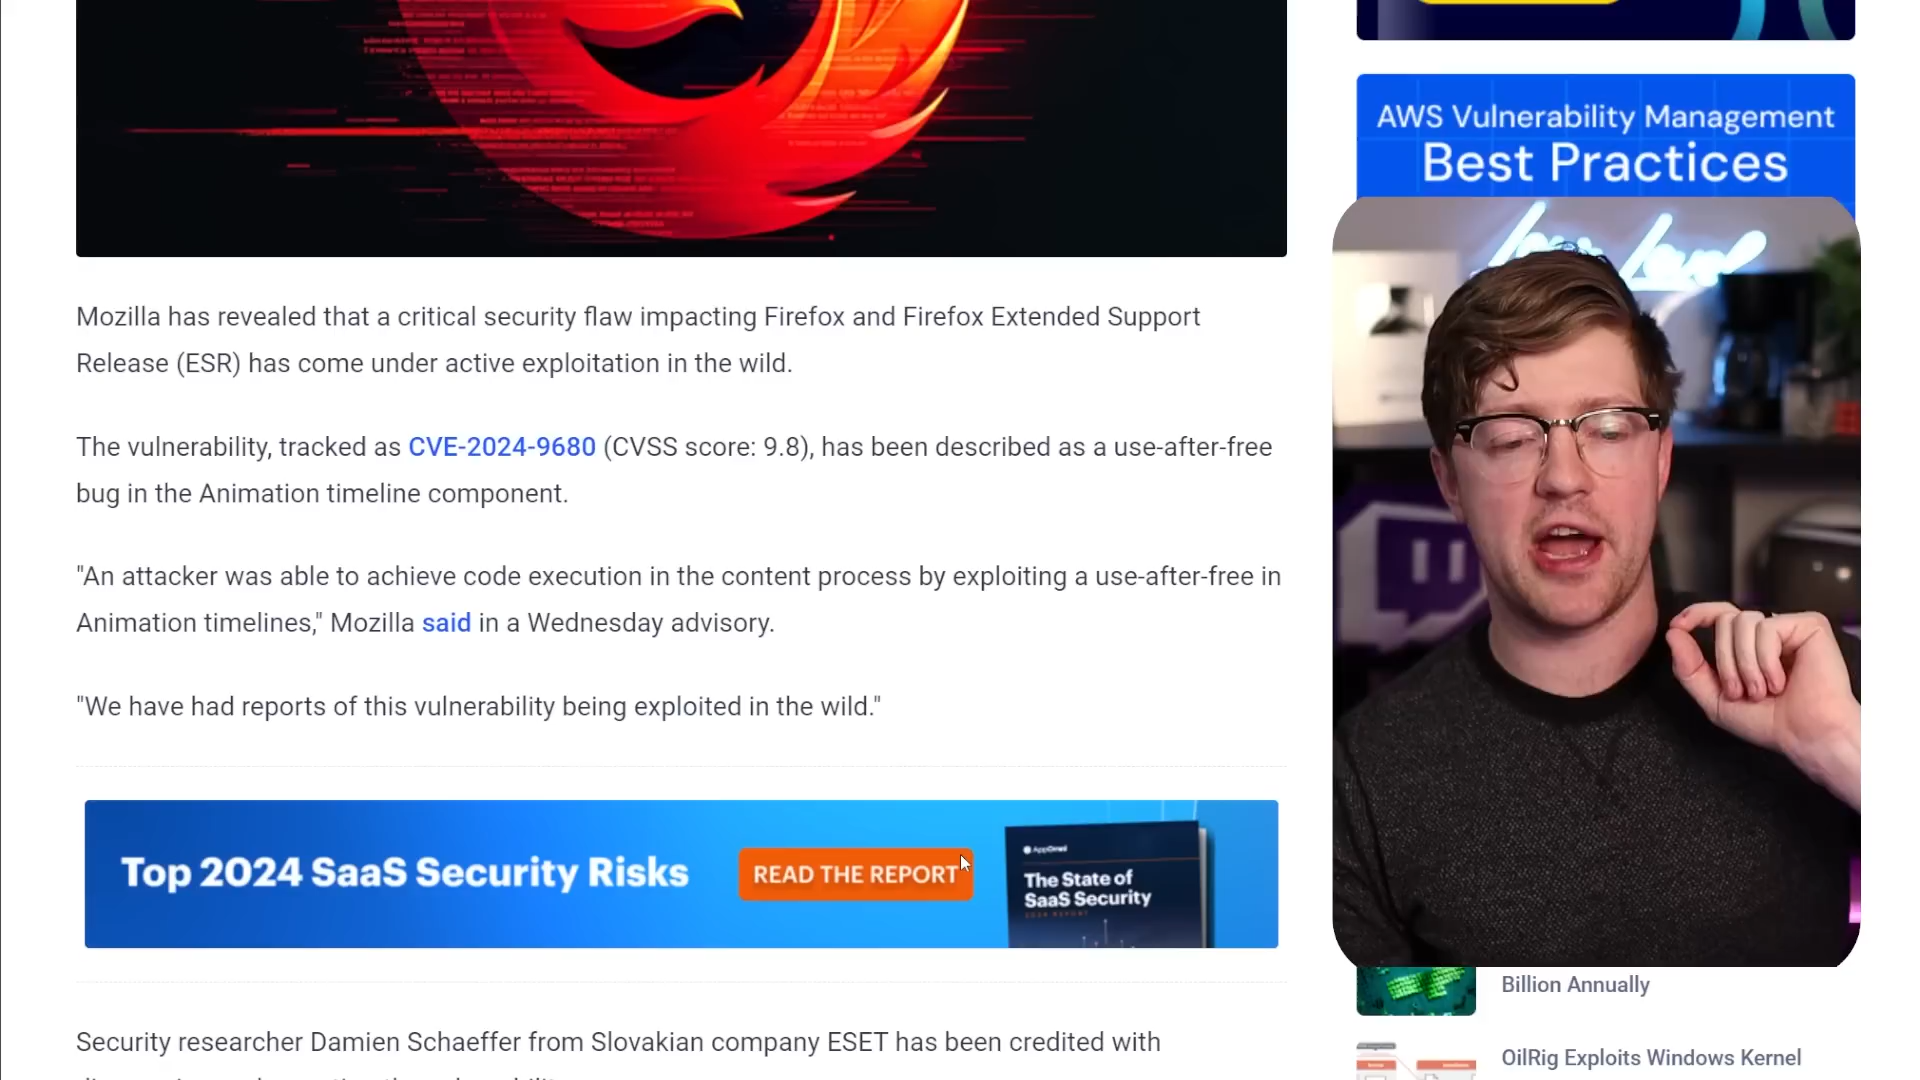 Mozilla has revealed that a critical security flaw impacting Firefox and Firefox Extended Support
Release (ESR) has come under active exploitation in the wild.
The vulnerability, tracked as CVE-2024-9680 (CVSS score: 9.8), has been described as a use-after-free
bug in the Animation timeline component.
"An attacker was able to achieve code execution in the content process by exploiting a use-after-free in
Animation timelines," Mozilla said in a Wednesday advisory.
"We have had reports of this vulnerability being exploited in the wild."
Top 2024 SaaS Security Risks
READ THE REPORT
AppOmni
The State of
SaaS Security
2024 REPORT
Security researcher Damien Schaeffer from Slovakian company ESET has been credited with
AWS Vulnerability Management
Best Practices
Low Level
Billion Annually
OilRig Exploits Windows Kernel